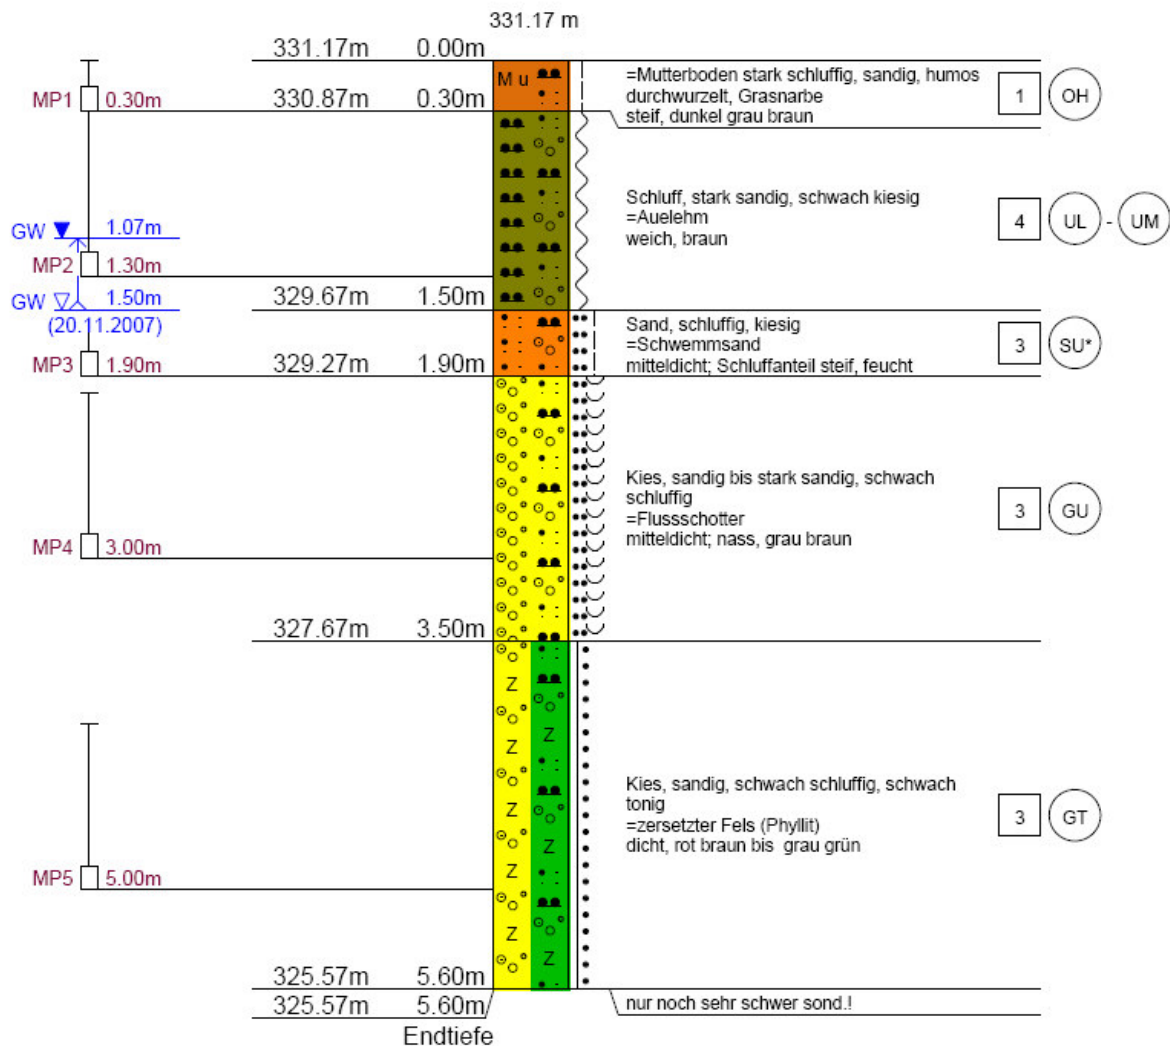 331.17 m
331.17m 0.00m
M u
=Mutterboden stark schluffig, sandig, humos
durchwurzelt, Grasnarbe
steif, dunkel grau braun
1 OH
MP1 0.30m 330.87m 0.30m
Schluff, stark sandig, schwach kiesig
=Auelehm
weich, braun
4 UL - UM
GW 1.07m
MP2 1.30m
GW 1.50m 329.67m 1.50m
(20.11.2007)
Sand, schluffig, kiesig
=Schwemmsand
mitteldicht; Schluffanteil steif, feucht
3 SU*
MP3 1.90m 329.27m 1.90m
Kies, sandig bis stark sandig, schwach
schluffig
=Flussschotter
mitteldicht; nass, grau braun
3 GU
MP4 3.00m
327.67m 3.50m
Z
Z
Z
Z
Z
Z
Z
Z
Z
Kies, sandig, schwach schluffig, schwach
tonig
=zersetzter Fels (Phyllit)
dicht, rot braun bis grau grün
3 GT
MP5 5.00m
325.57m 5.60m
325.57m 5.60m
nur noch sehr schwer sond.!
Endtiefe